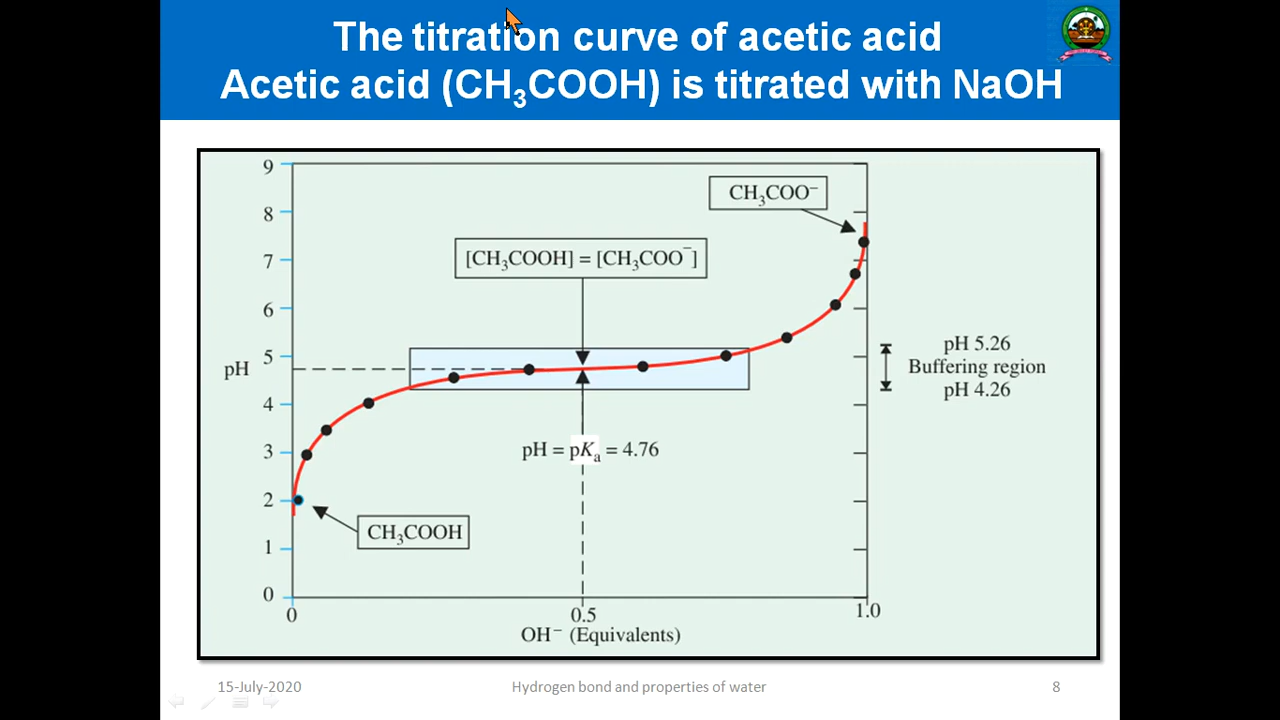 The titration curve of acetic acid
Acetic acid (CH₃COOH) is titrated with NaOH
9
8
7
6
5
4
3
2
1
0
pH
CH₃COO⁻
[CH₃COOH] = [CH₃COO⁻]
pH 5.26
Buffering region
pH 4.26
pH = pKₐ = 4.76
CH₃COOH
0
0.5
1.0
OH⁻ (Equivalents)
15-July-2020
Hydrogen bond and properties of water
8